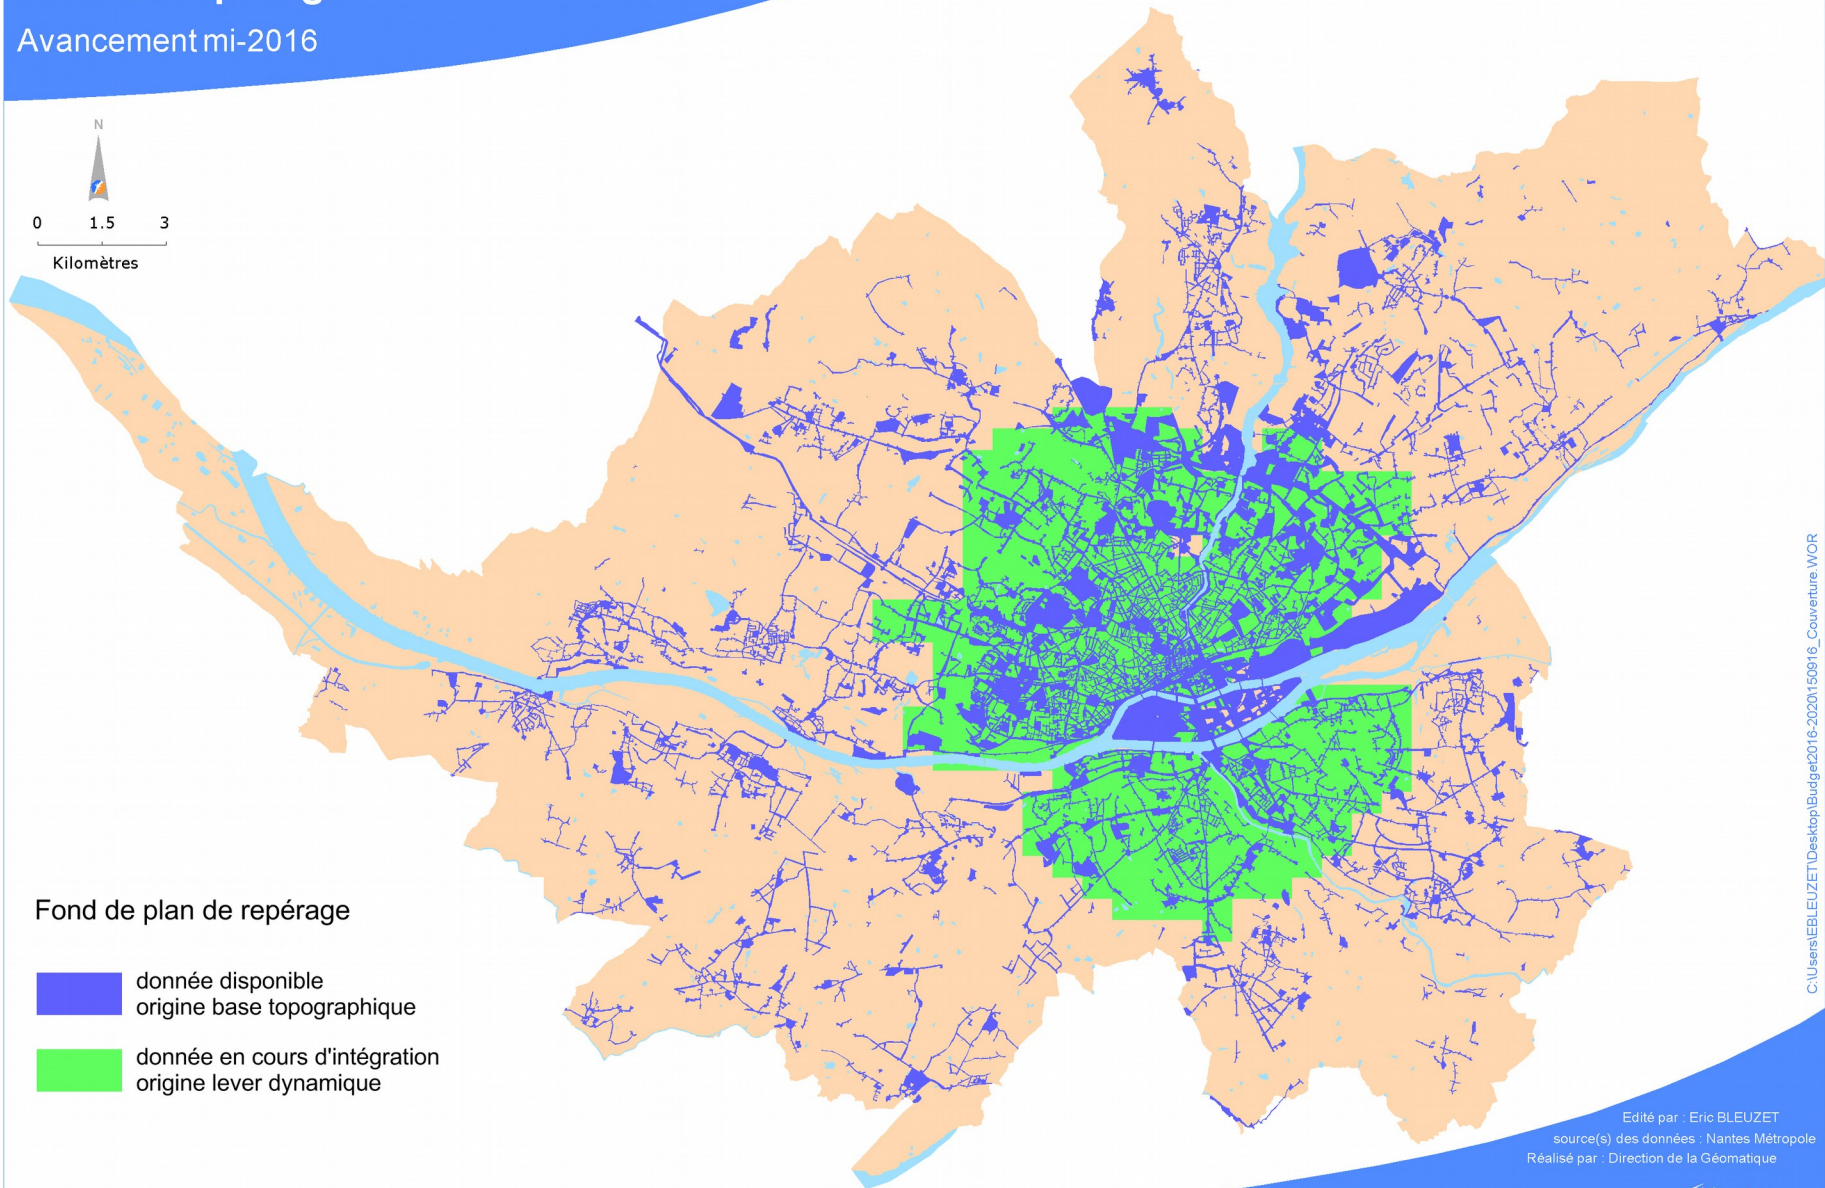 Avancement mi-2016
N
0 1.5 3
Kilomètres
Fond de plan de repérage
donnée disponible
origine base topographique
donnée en cours d'intégration
origine lever dynamique
C:\Users\EBLEUZET\Desktop\Budget2016-2020\150916_Couverture.WOR
Edité par : Eric BLEUZET
source(s) des données : Nantes Métropole
Réalisé par : Direction de la Géomatique